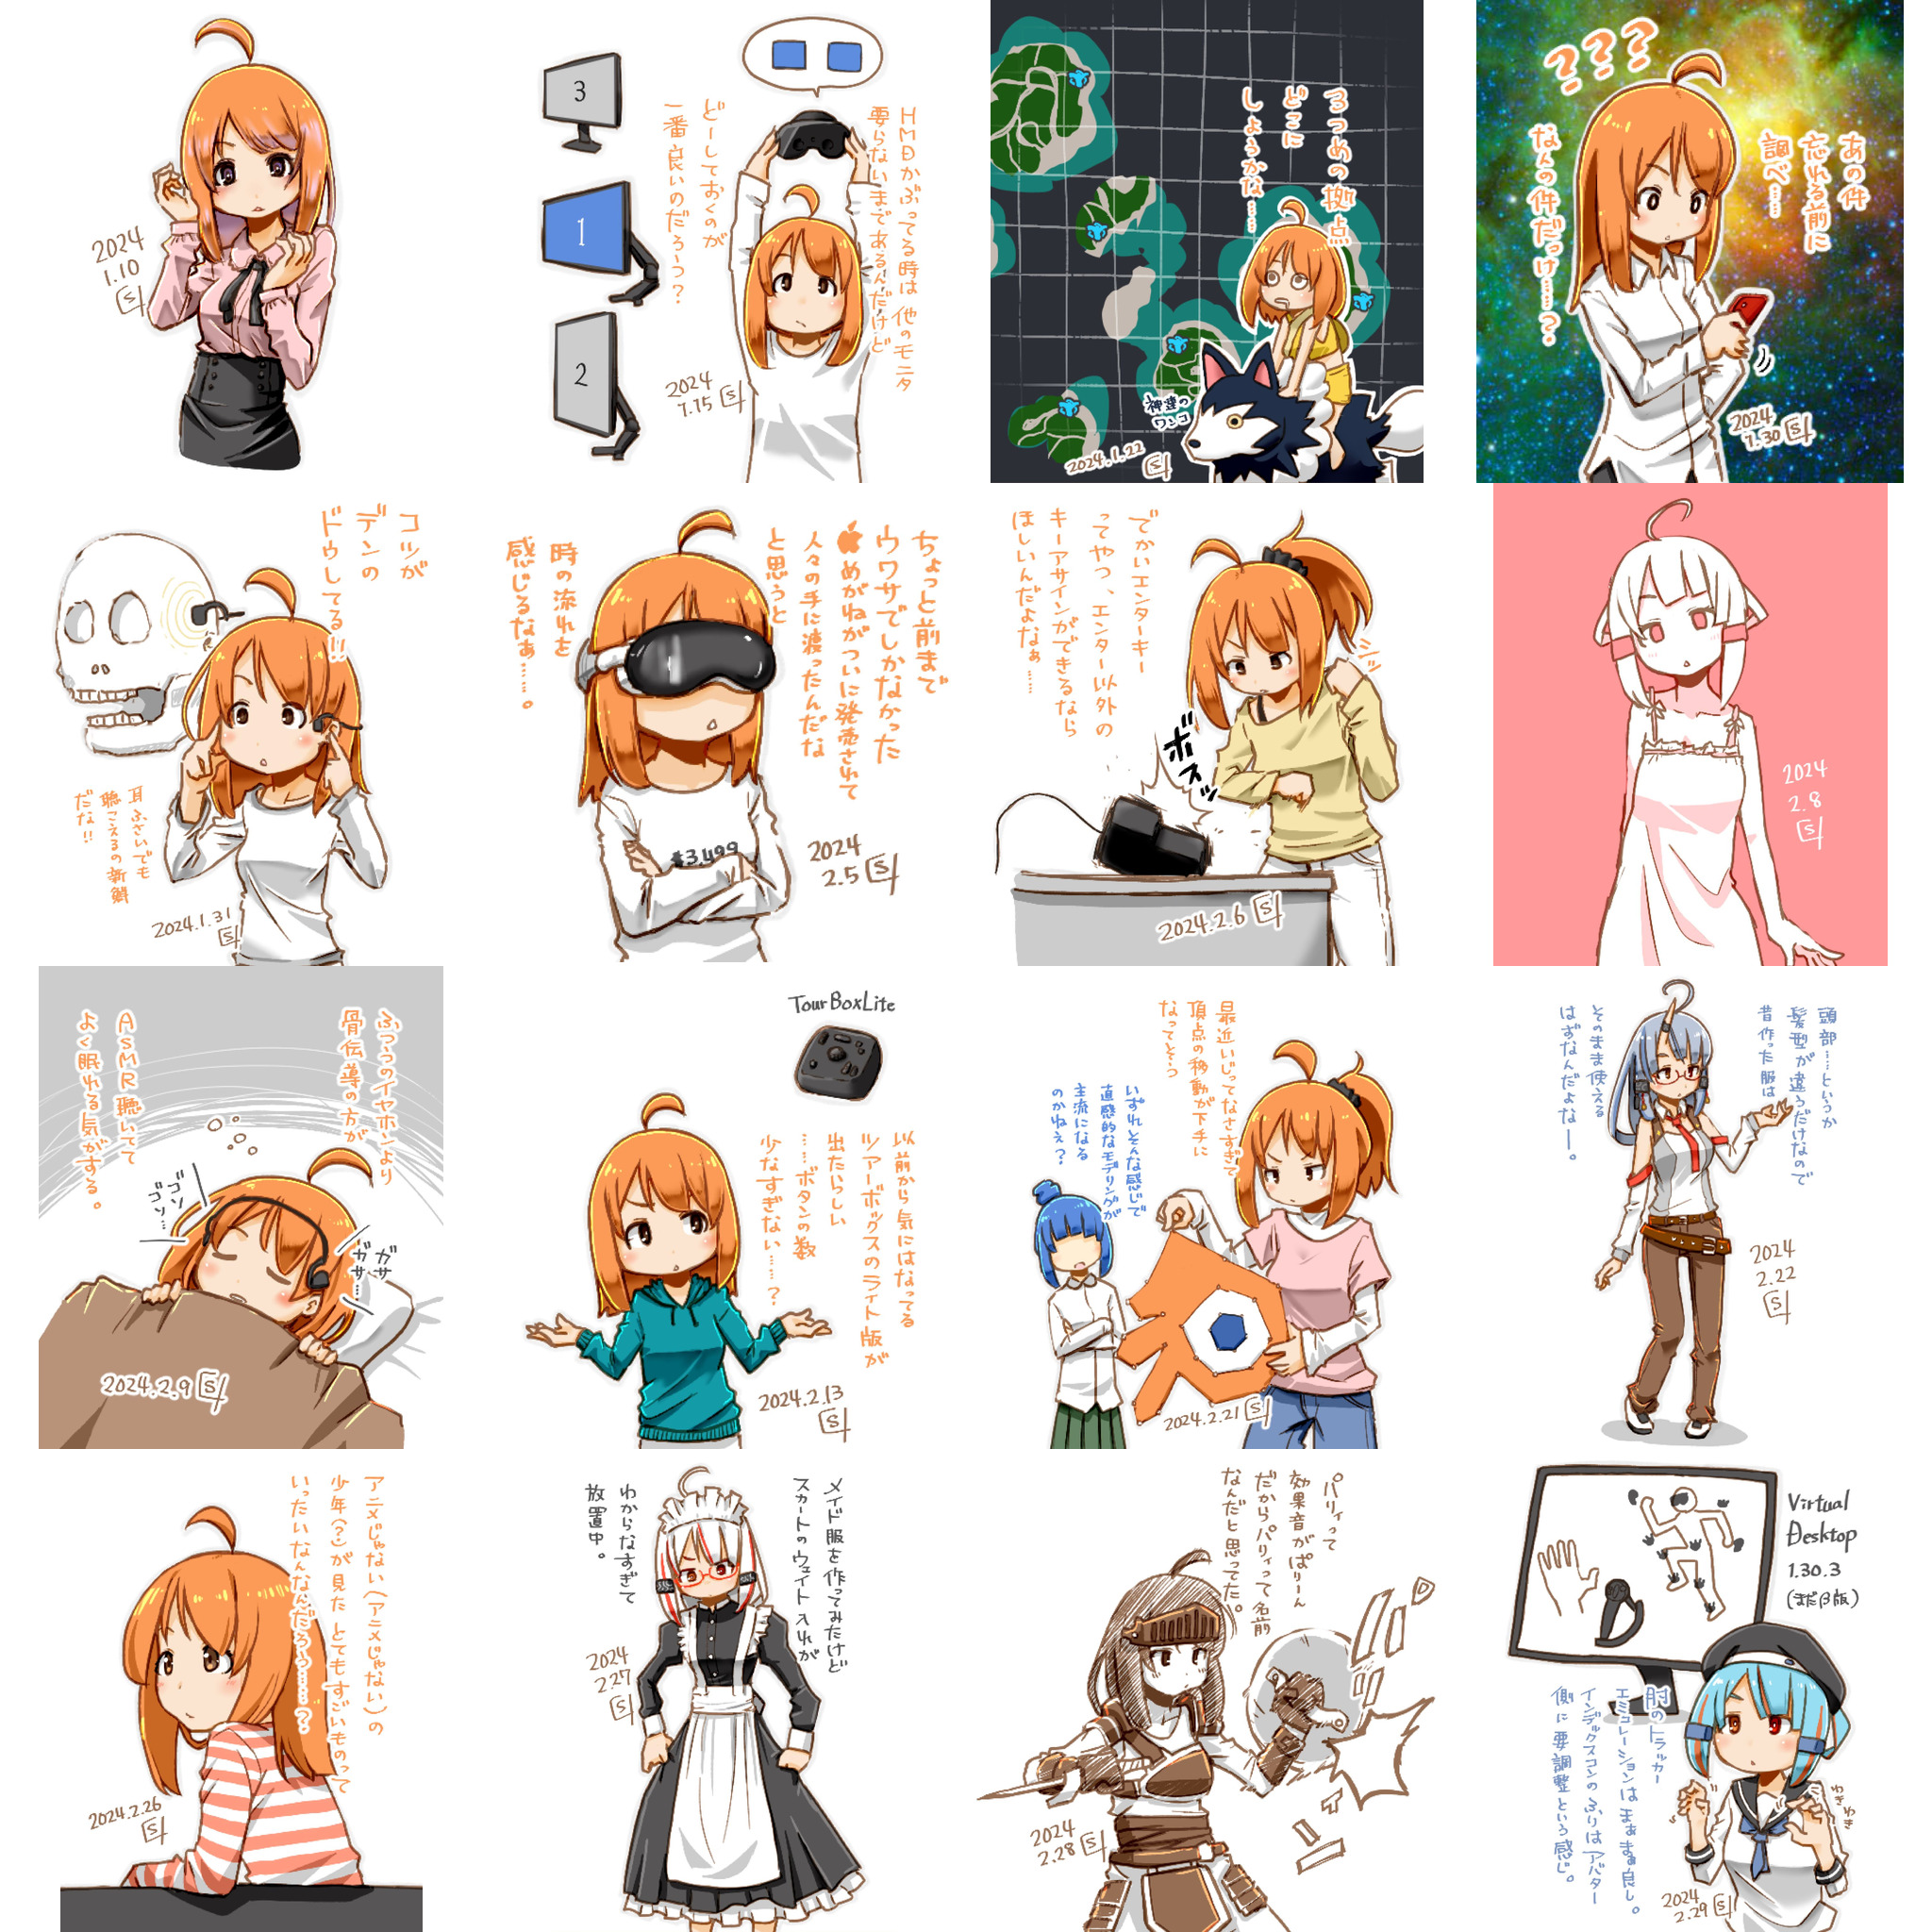 2024
1.10
S
3
1
2
HMDかぶってる時は 他のモニタ
要らないまであるんだけど
どーしておくのが
一番良いのだろう?
2024
1.15 S
3つめの拠点
どこに
しようかな……
神達の
ワンコ
2024.1.22
S
???
あの件
忘れる前に
調べ……
なんの件だっけ……?
2024
1.30 S
コツが
デンの
ドウしてる!!
耳ふさいでも
聴こえるの新鮮
だな!!
2024.1.31
S
ちょっと前まで
ウワサでしかなかった
めがねがついに発売されて
人々の手に渡ったんだな
と思うと
時の流れを
感じるなぁ……。
$3,499
2024
2.5 S
でかいエンターキー
ってやつ、エンター以外の
キーアサインができるなら
ほしいんだよなぁ……
ボスッ
2024.2.6 S
2024
2.8
S
ふつうのイヤホンより
骨伝導の方が
ASMR聴いてて
よく眠れる気がする。
ゴソ
ゴソ…
ガサ
ガサ…
2024.2.9 S
TourBoxLite
以前から気にはなってる
ツアーボックスのライト版が
出たらしい
……ボタンの数
少なすぎない……?
2024.2.13
S
最近いじってなさすぎて
頂点の移動が下手に
なってそう
いずれそんな感じで
直感的なモデリングが
主流になる
のかねぇ?
2024.2.21 S
頭部……というか
髪型が違うだけなので
昔作った服は
そのまま使える
はずなんだよなー。
2024
2.22
S
アニメじゃない(アニメじゃない)の
少年(?)が見た とてもすごいものって
いったいなんなんだろう……?
2024.2.26
S
メイド服を作ってみたけど
スカートのウェイト入れが
わからなすぎて
放置中。
2024
2.27
S
パリィって
効果音がぱりーん
だからパリィって名前
なんだと思ってた。
2024
2.28 S
Virtual
Desktop
1.30.3
(まだβ版)
肘のトラッカー
エミュレーションはまぁまぁ良し。
インデックスコンのふりはアバター
側に要調整という感じ。
わき
わき
2024
2.29 S